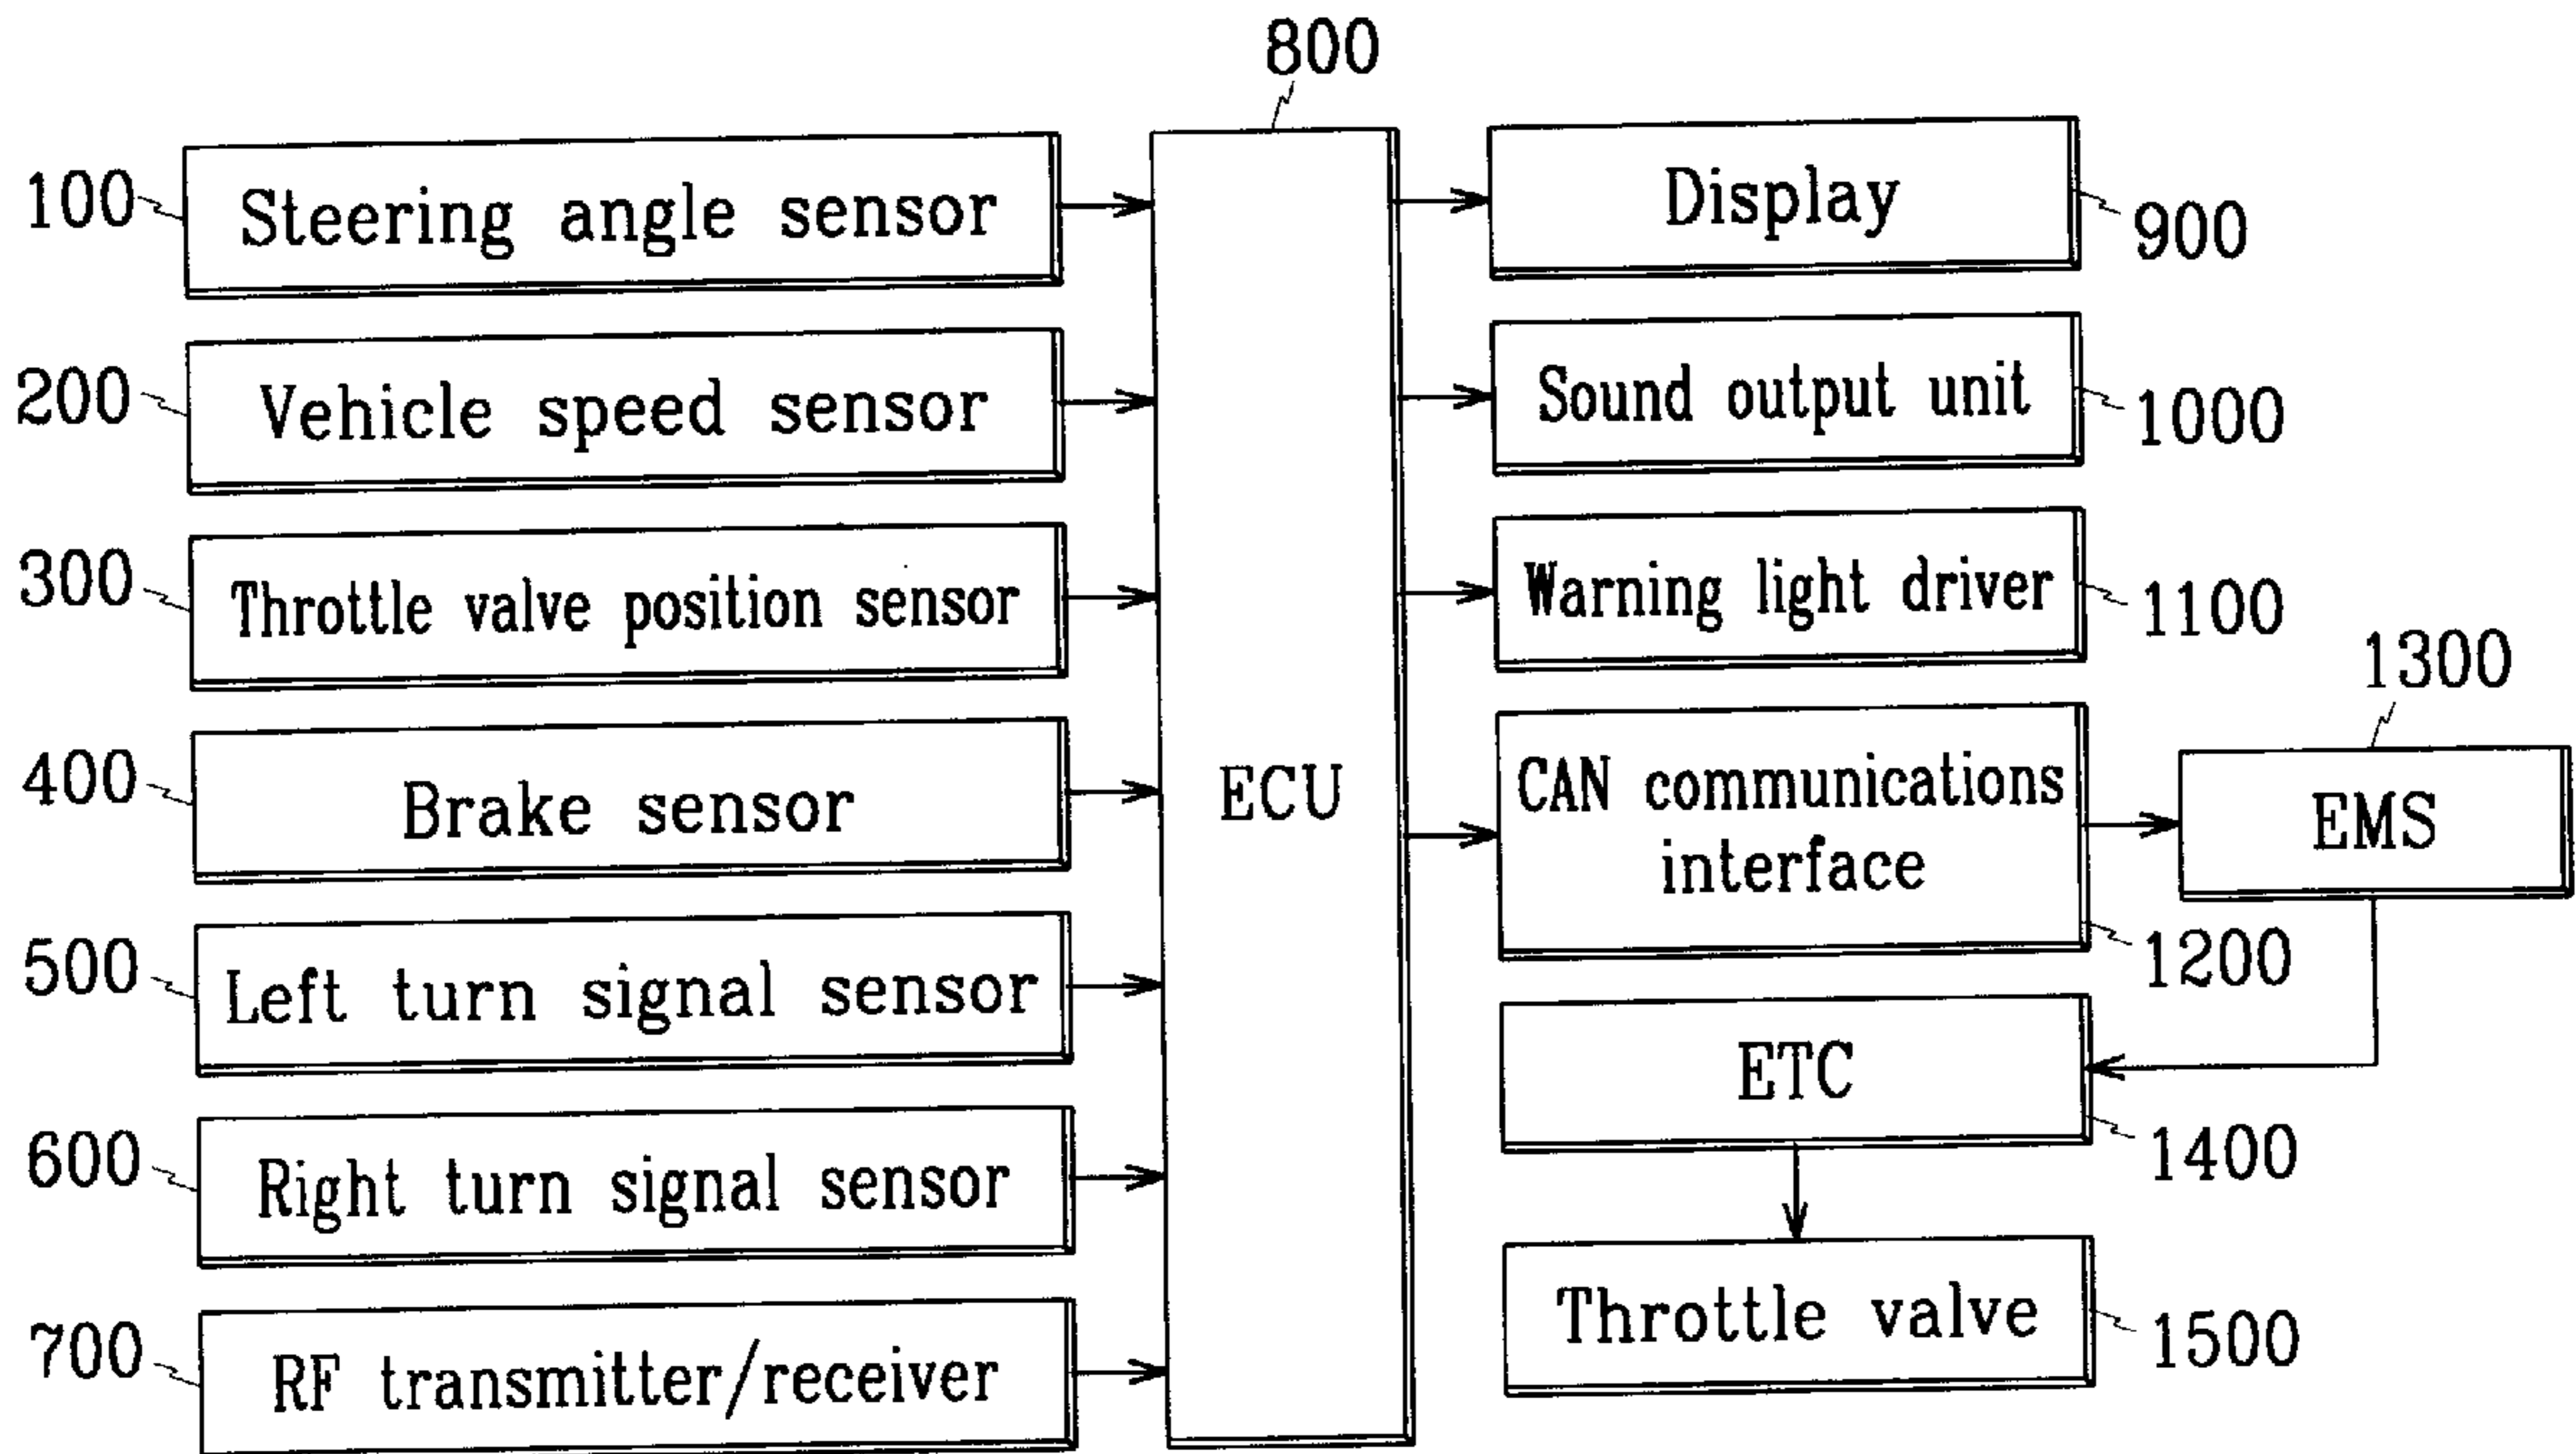 800
100
Steering angle sensor
Display
900
200
Vehicle speed sensor
Sound output unit
1000
300
Throttle valve position sensor
Warning light driver
1100
1300
400
Brake sensor
ECU
CAN communications
interface
EMS
1200
500
Left turn signal sensor
ETC
1400
600
Right turn signal sensor
Throttle valve
1500
700
RF transmitter/receiver